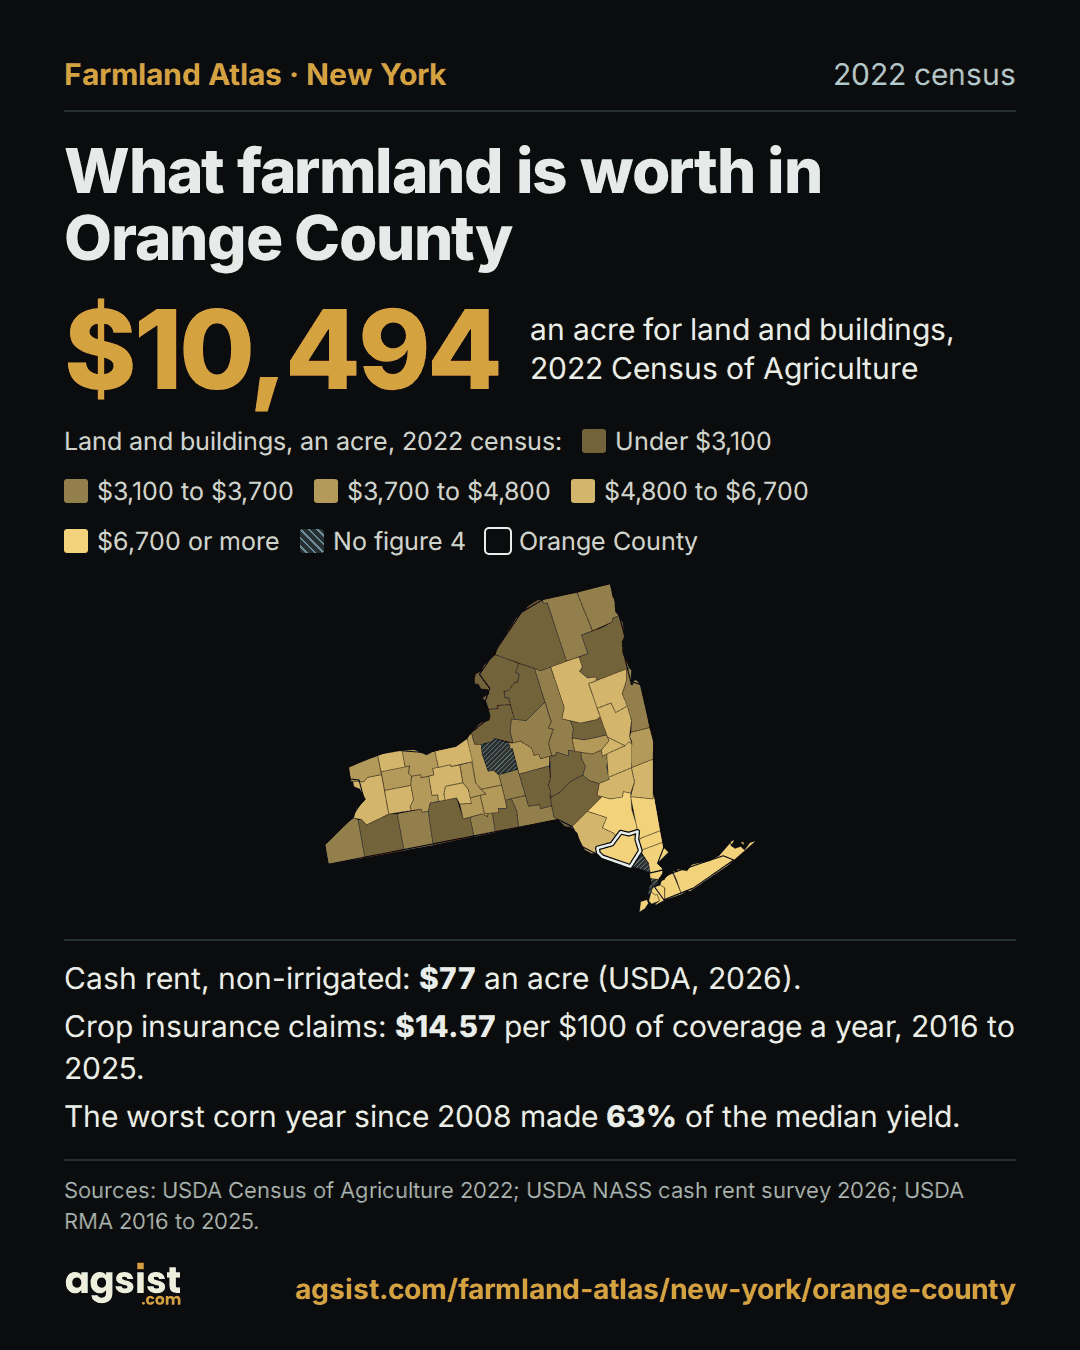 Farmland Atlas · New York
2022 census
What farmland is worth in
Orange County
$10,494
an acre for land and buildings,
2022 Census of Agriculture
Land and buildings, an acre, 2022 census: Under $3,100
$3,100 to $3,700 $3,700 to $4,800 $4,800 to $6,700
$6,700 or more No figure 4 Orange County
Cash rent, non-irrigated: $77 an acre (USDA, 2026).
Crop insurance claims: $14.57 per $100 of coverage a year, 2016 to
2025.
The worst corn year since 2008 made 63% of the median yield.
Sources: USDA Census of Agriculture 2022; USDA NASS cash rent survey 2026; USDA
RMA 2016 to 2025.
agsist
.com
agsist.com/farmland-atlas/new-york/orange-county